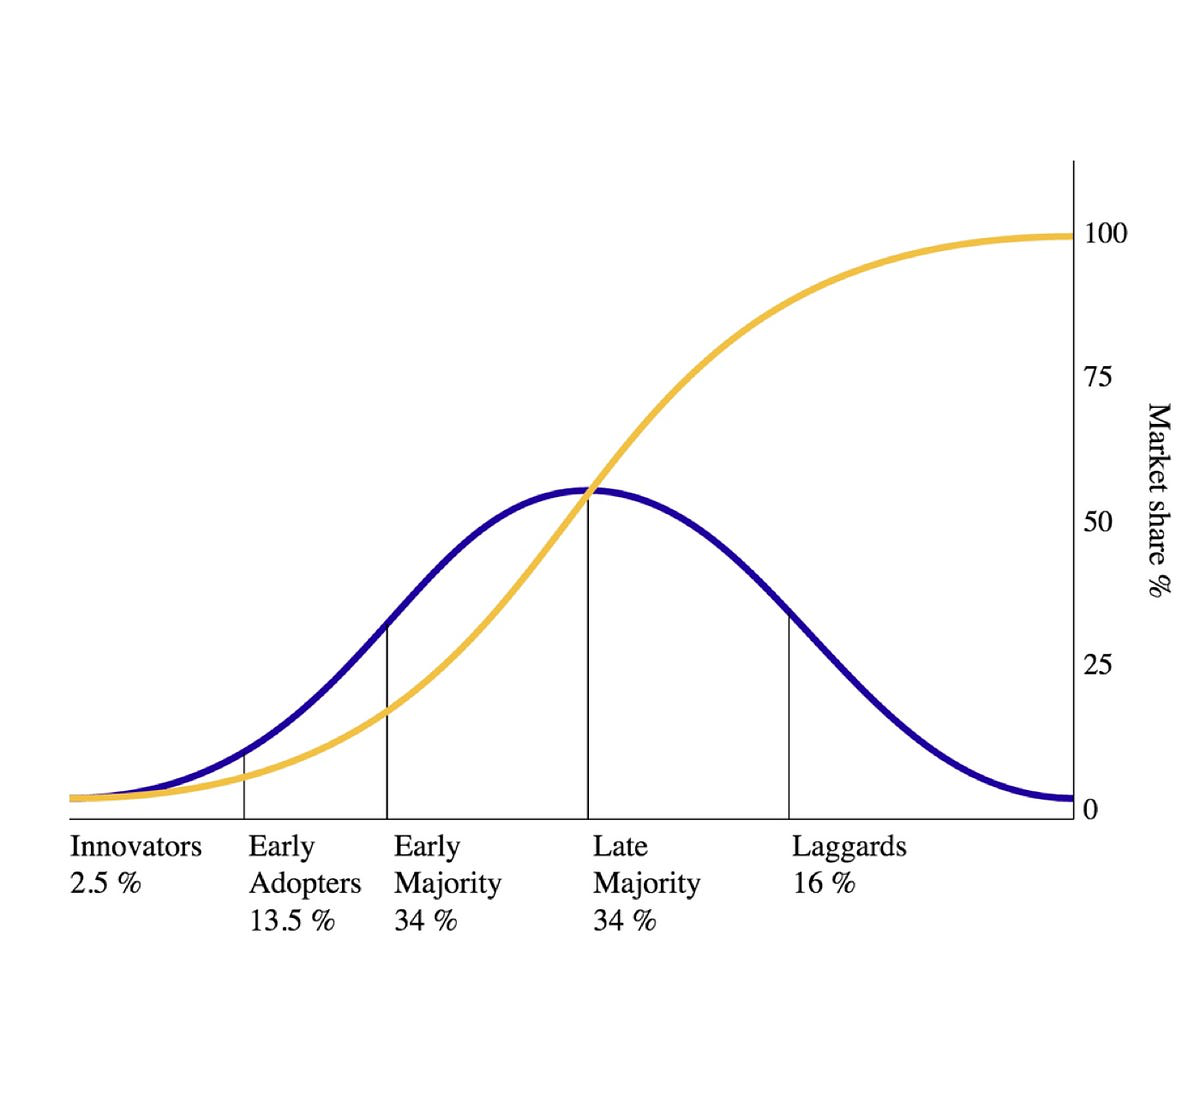 100
75
50
25
0
Market share %
Innovators
2.5 %
Early
Adopters
13.5 %
Early
Majority
34 %
Late
Majority
34 %
Laggards
16 %